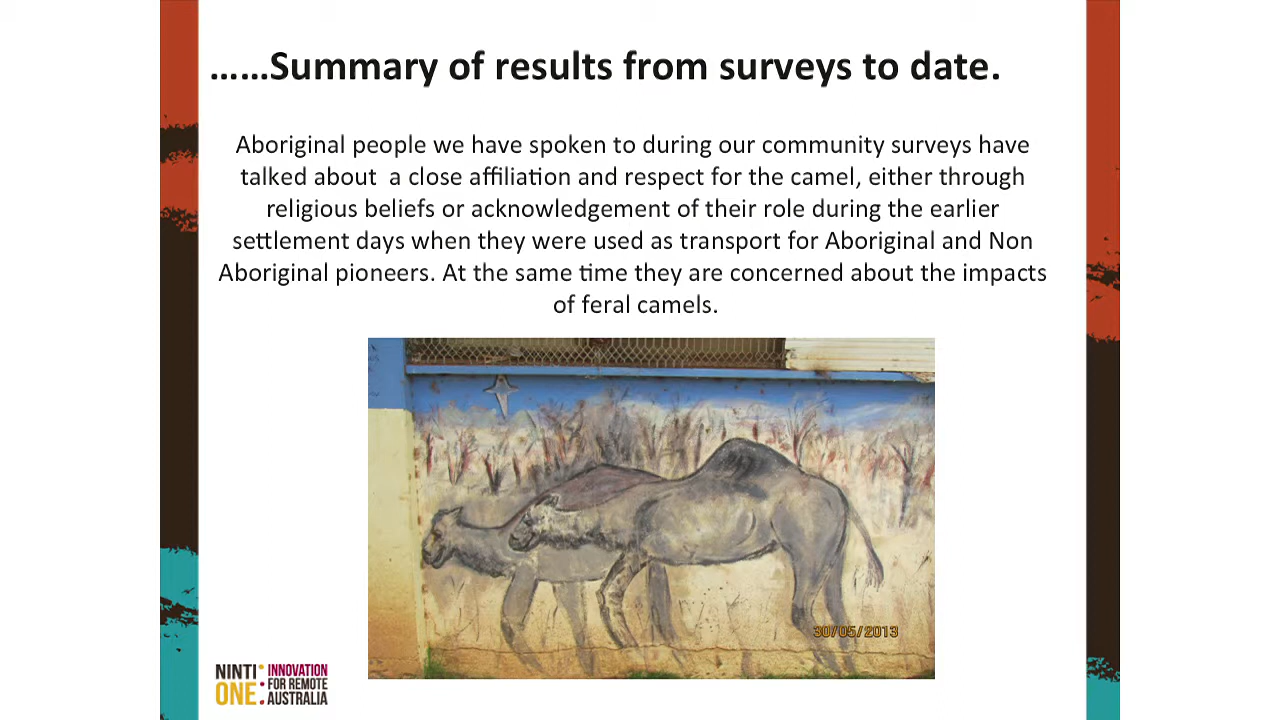 ......Summary of results from surveys to date.
Aboriginal people we have spoken to during our community surveys have
talked about a close affiliation and respect for the camel, either through
religious beliefs or acknowledgement of their role during the earlier
settlement days when they were used as transport for Aboriginal and Non
Aboriginal pioneers. At the same time they are concerned about the impacts
of feral camels.
30/05/2013
NINTI ONE: INNOVATION
FOR REMOTE
AUSTRALIA